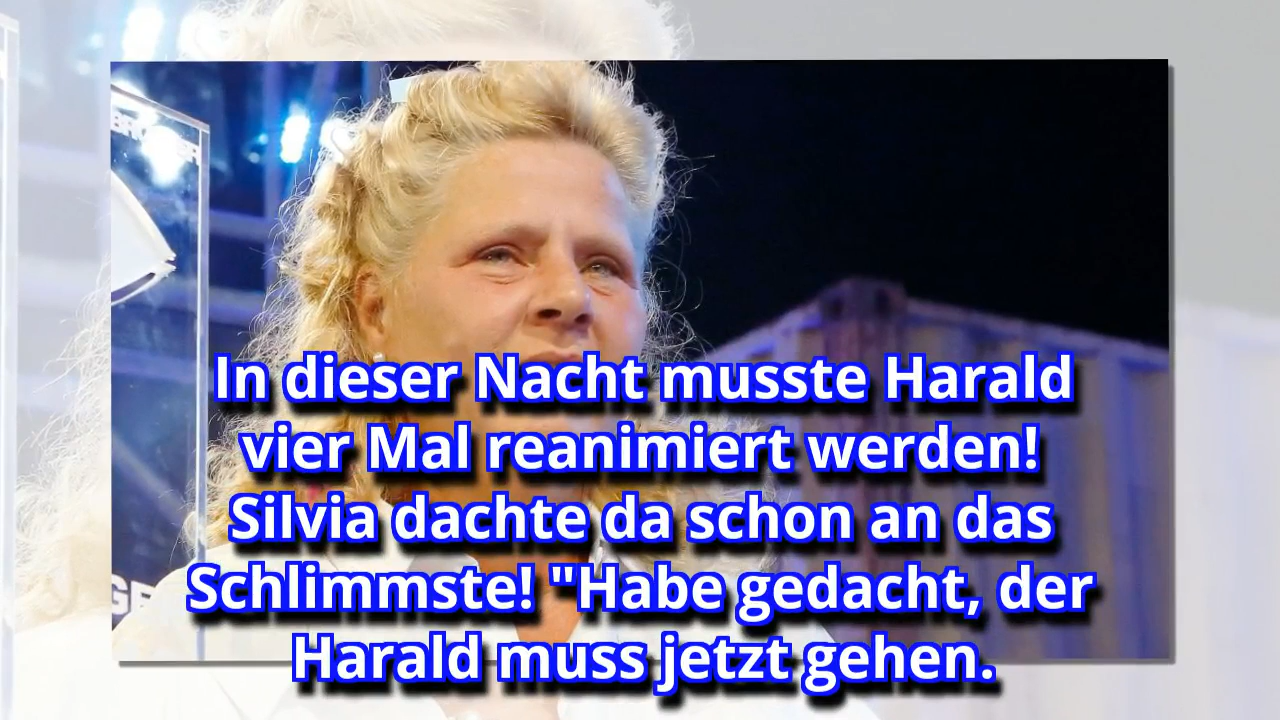 In dieser Nacht musste Harald
vier Mal reanimiert werden!
Silvia dachte da schon an das
Schlimmste! "Habe gedacht, der
Harald muss jetzt gehen.